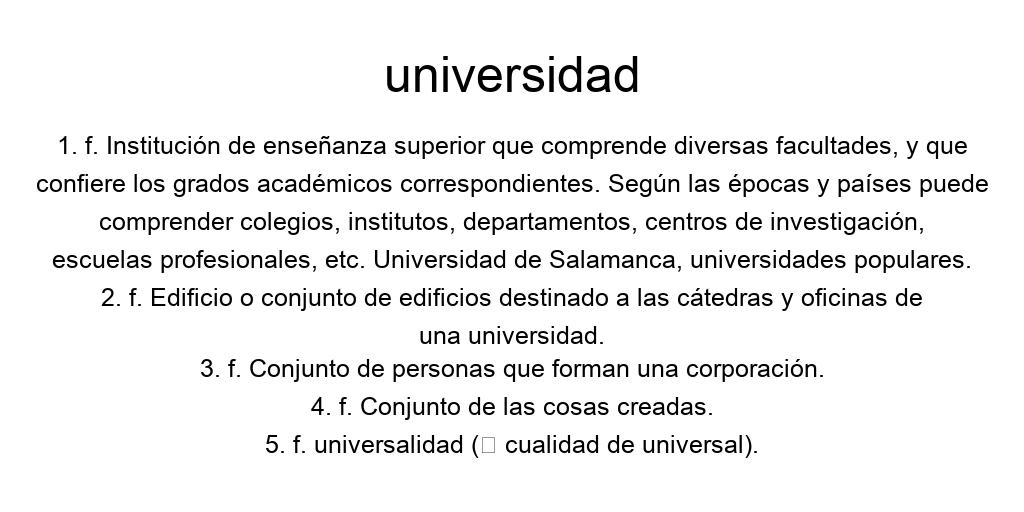 universidad
1. f. Institución de enseñanza superior que comprende diversas facultades, y que
confiere los grados académicos correspondientes. Según las épocas y países puede
comprender colegios, institutos, departamentos, centros de investigación,
escuelas profesionales, etc. Universidad de Salamanca, universidades populares.
2. f. Edificio o conjunto de edificios destinado a las cátedras y oficinas de
una universidad.
3. f. Conjunto de personas que forman una corporación.
4. f. Conjunto de las cosas creadas.
5. f. universalidad (▯ cualidad de universal).